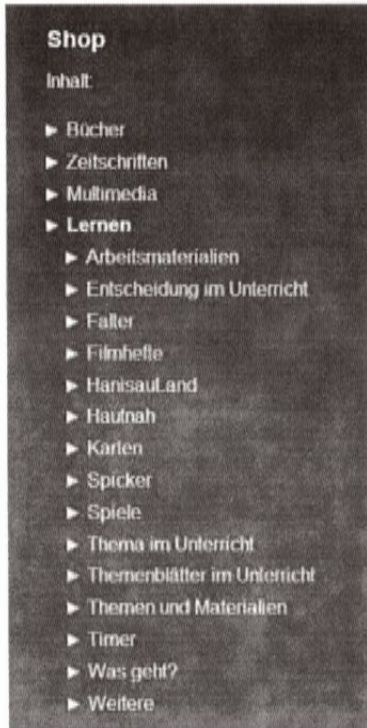 Shop
Inhalt:
► Bücher
► Zeitschriften
► Multimedia
► Lernen
► Arbeitsmaterialien
► Entscheidung im Unterricht
► Falter
► Filmhefte
► HanisauLand
► Hautnah
► Karten
► Spicker
► Spiele
► Thema im Unterricht
► Themenblätter im Unterricht
► Themen und Materialien
► Timer
► Was geht?
► Weitere